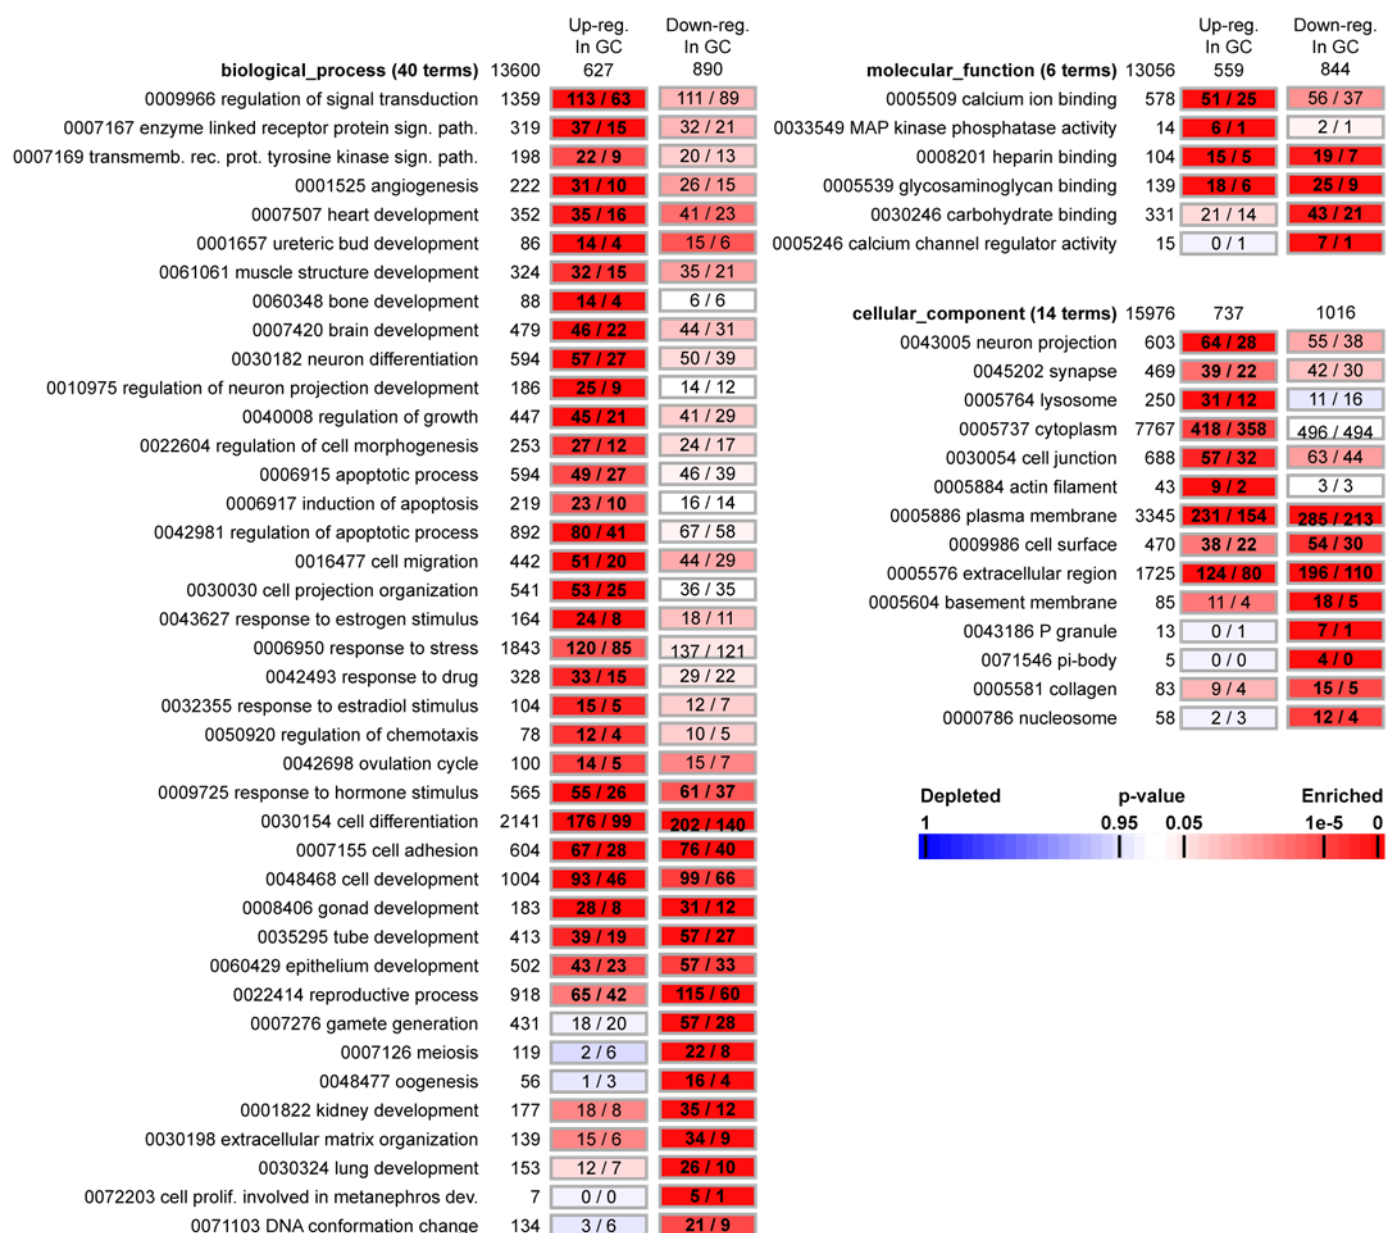 Up-reg. Down-reg.
In GC In GC
biological_process (40 terms) 13600 627 890
0009966 regulation of signal transduction 1359 113 / 63 111 / 89
0007167 enzyme linked receptor protein sign. path. 319 37 / 15 32 / 21
0007169 transmemb. rec. prot. tyrosine kinase sign. path. 198 22 / 9 20 / 13
0001525 angiogenesis 222 31 / 10 26 / 15
0007507 heart development 352 35 / 16 41 / 23
0001657 ureteric bud development 86 14 / 4 15 / 6
0061061 muscle structure development 324 32 / 15 35 / 21
0060348 bone development 88 14 / 4 6 / 6
0007420 brain development 479 46 / 22 44 / 31
0030182 neuron differentiation 594 57 / 27 50 / 39
0010975 regulation of neuron projection development 186 25 / 9 14 / 12
0040008 regulation of growth 447 45 / 21 41 / 29
0022604 regulation of cell morphogenesis 253 27 / 12 24 / 17
0006915 apoptotic process 594 49 / 27 46 / 39
0006917 induction of apoptosis 219 23 / 10 16 / 14
0042981 regulation of apoptotic process 892 80 / 41 67 / 58
0016477 cell migration 442 51 / 20 44 / 29
0030030 cell projection organization 541 53 / 25 36 / 35
0043627 response to estrogen stimulus 164 24 / 8 18 / 11
0006950 response to stress 1843 120 / 85 137 / 121
0042493 response to drug 328 33 / 15 29 / 22
0032355 response to estradiol stimulus 104 15 / 5 12 / 7
0050920 regulation of chemotaxis 78 12 / 4 10 / 5
0042698 ovulation cycle 100 14 / 5 15 / 7
0009725 response to hormone stimulus 565 55 / 26 61 / 37
0030154 cell differentiation 2141 176 / 99 202 / 140
0007155 cell adhesion 604 67 / 28 76 / 40
0048468 cell development 1004 93 / 46 99 / 66
0008406 gonad development 183 28 / 8 31 / 12
0035295 tube development 413 39 / 19 57 / 27
0060429 epithelium development 502 43 / 23 57 / 33
0022414 reproductive process 918 65 / 42 115 / 60
0007276 gamete generation 431 18 / 20 57 / 28
0007126 meiosis 119 2 / 6 22 / 8
0048477 oogenesis 56 1 / 3 16 / 4
0001822 kidney development 177 18 / 8 35 / 12
0030198 extracellular matrix organization 139 15 / 6 34 / 9
0030324 lung development 153 12 / 7 26 / 10
0072203 cell prolif. involved in metanephros dev. 7 0 / 0 5 / 1
0071103 DNA conformation change 134 3 / 6 21 / 9
Up-reg. Down-reg.
In GC In GC
molecular_function (6 terms) 13056 559 844
0005509 calcium ion binding 578 51 / 25 56 / 37
0033549 MAP kinase phosphatase activity 14 6 / 1 2 / 1
0008201 heparin binding 104 15 / 5 19 / 7
0005539 glycosaminoglycan binding 139 18 / 6 25 / 9
0030246 carbohydrate binding 331 21 / 14 43 / 21
0005246 calcium channel regulator activity 15 0 / 1 7 / 1
cellular_component (14 terms) 15976 737 1016
0043005 neuron projection 603 64 / 28 55 / 38
0045202 synapse 469 39 / 22 42 / 30
0005764 lysosome 250 31 / 12 11 / 16
0005737 cytoplasm 7767 418 / 358 496 / 494
0030054 cell junction 688 57 / 32 63 / 44
0005884 actin filament 43 9 / 2 3 / 3
0005886 plasma membrane 3345 231 / 154 285 / 213
0009986 cell surface 470 38 / 22 54 / 30
0005576 extracellular region 1725 124 / 80 196 / 110
0005604 basement membrane 85 11 / 4 18 / 5
0043186 P granule 13 0 / 1 7 / 1
0071546 pi-body 5 0 / 0 4 / 0
0005581 collagen 83 9 / 4 15 / 5
0000786 nucleosome 58 2 / 3 12 / 4
Depleted p-value Enriched
1 0.95 0.05 1e-5 0